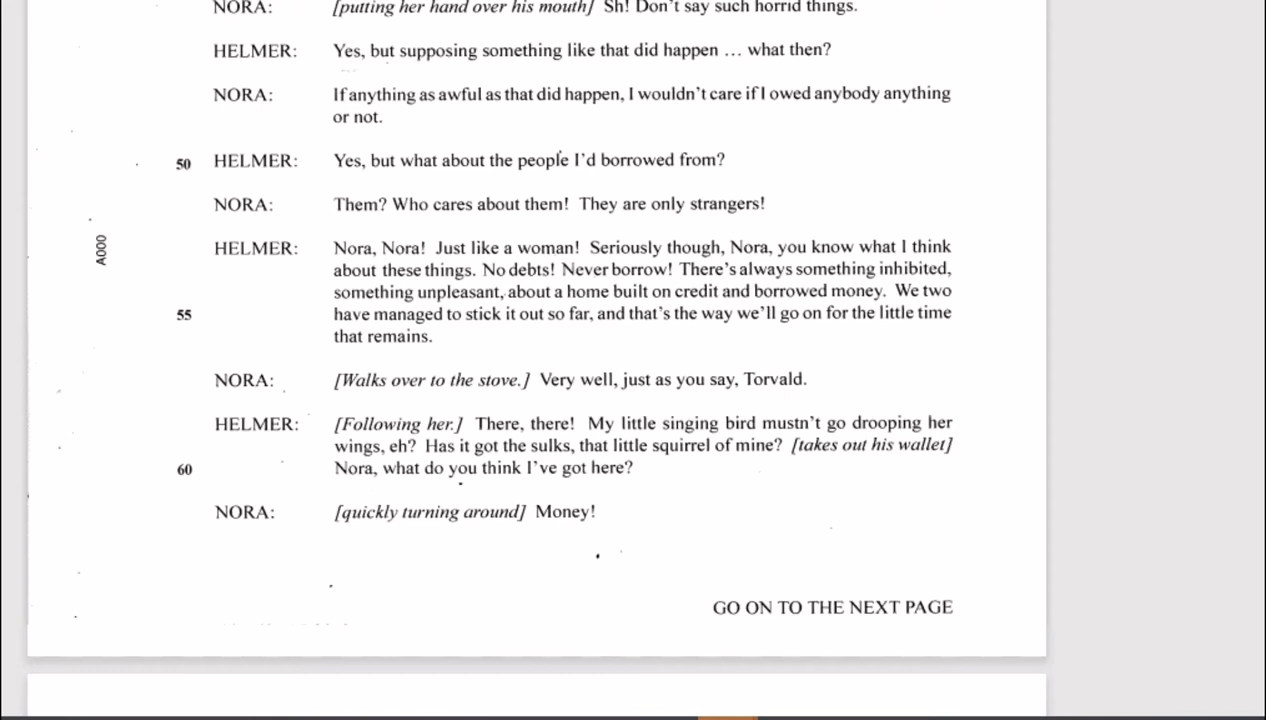 NORA: [putting her hand over his mouth] Sh! Don't say such horrid things.
HELMER: Yes, but supposing something like that did happen … what then?
NORA: If anything as awful as that did happen, I wouldn't care if I owed anybody anything
or not.
50 HELMER: Yes, but what about the people I'd borrowed from?
NORA: Them? Who cares about them! They are only strangers!
A000
HELMER: Nora, Nora! Just like a woman! Seriously though, Nora, you know what I think
about these things. No debts! Never borrow! There's always something inhibited,
something unpleasant, about a home built on credit and borrowed money. We two
55 have managed to stick it out so far, and that's the way we'll go on for the little time
that remains.
NORA: [Walks over to the stove.] Very well, just as you say, Torvald.
HELMER: [Following her.] There, there! My little singing bird mustn't go drooping her
wings, eh? Has it got the sulks, that little squirrel of mine? [takes out his wallet]
60 Nora, what do you think I've got here?
NORA: [quickly turning around] Money!
GO ON TO THE NEXT PAGE